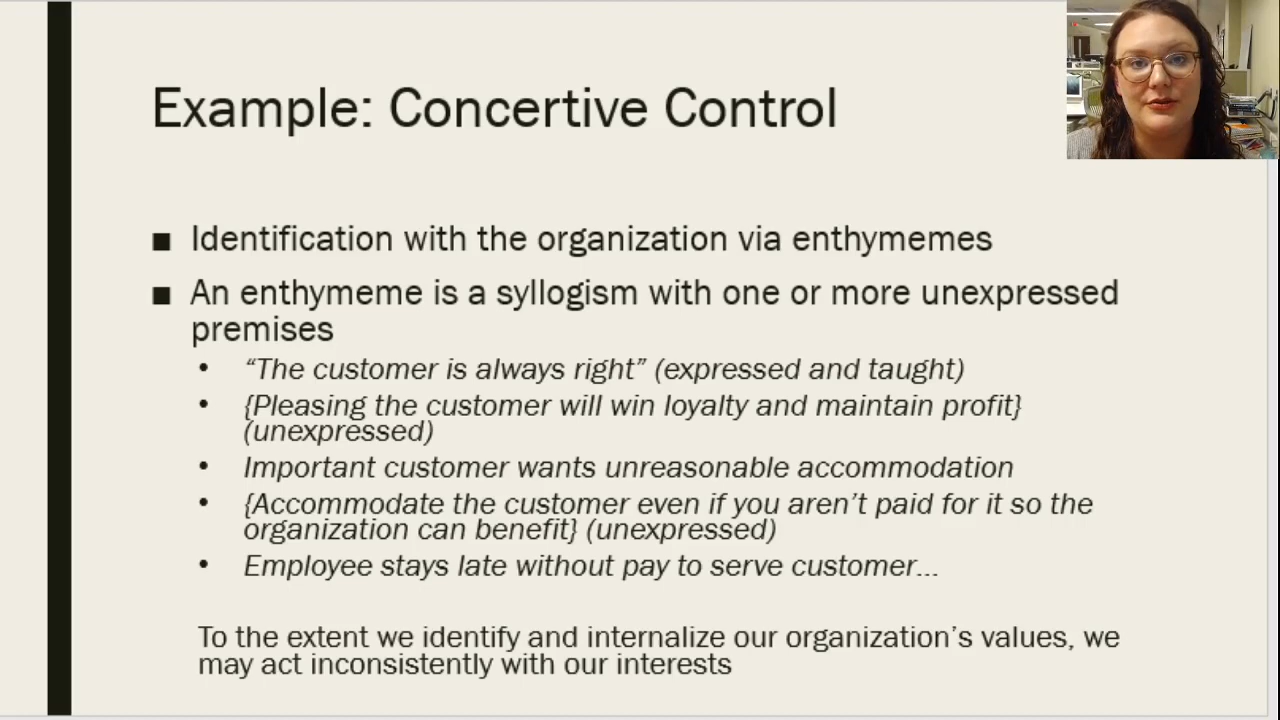 Example: Concertive Control
■ Identification with the organization via enthymemes
■ An enthymeme is a syllogism with one or more unexpressed
premises
• “The customer is always right” (expressed and taught)
• {Pleasing the customer will win loyalty and maintain profit}
(unexpressed)
• Important customer wants unreasonable accommodation
• {Accommodate the customer even if you aren’t paid for it so the
organization can benefit} (unexpressed)
• Employee stays late without pay to serve customer…
To the extent we identify and internalize our organization’s values, we
may act inconsistently with our interests